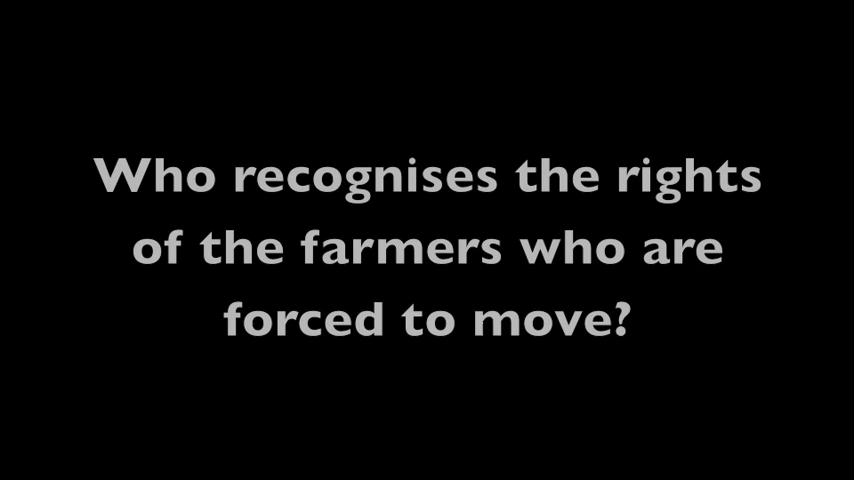 Who recognises the rights
of the farmers who are
forced to move?